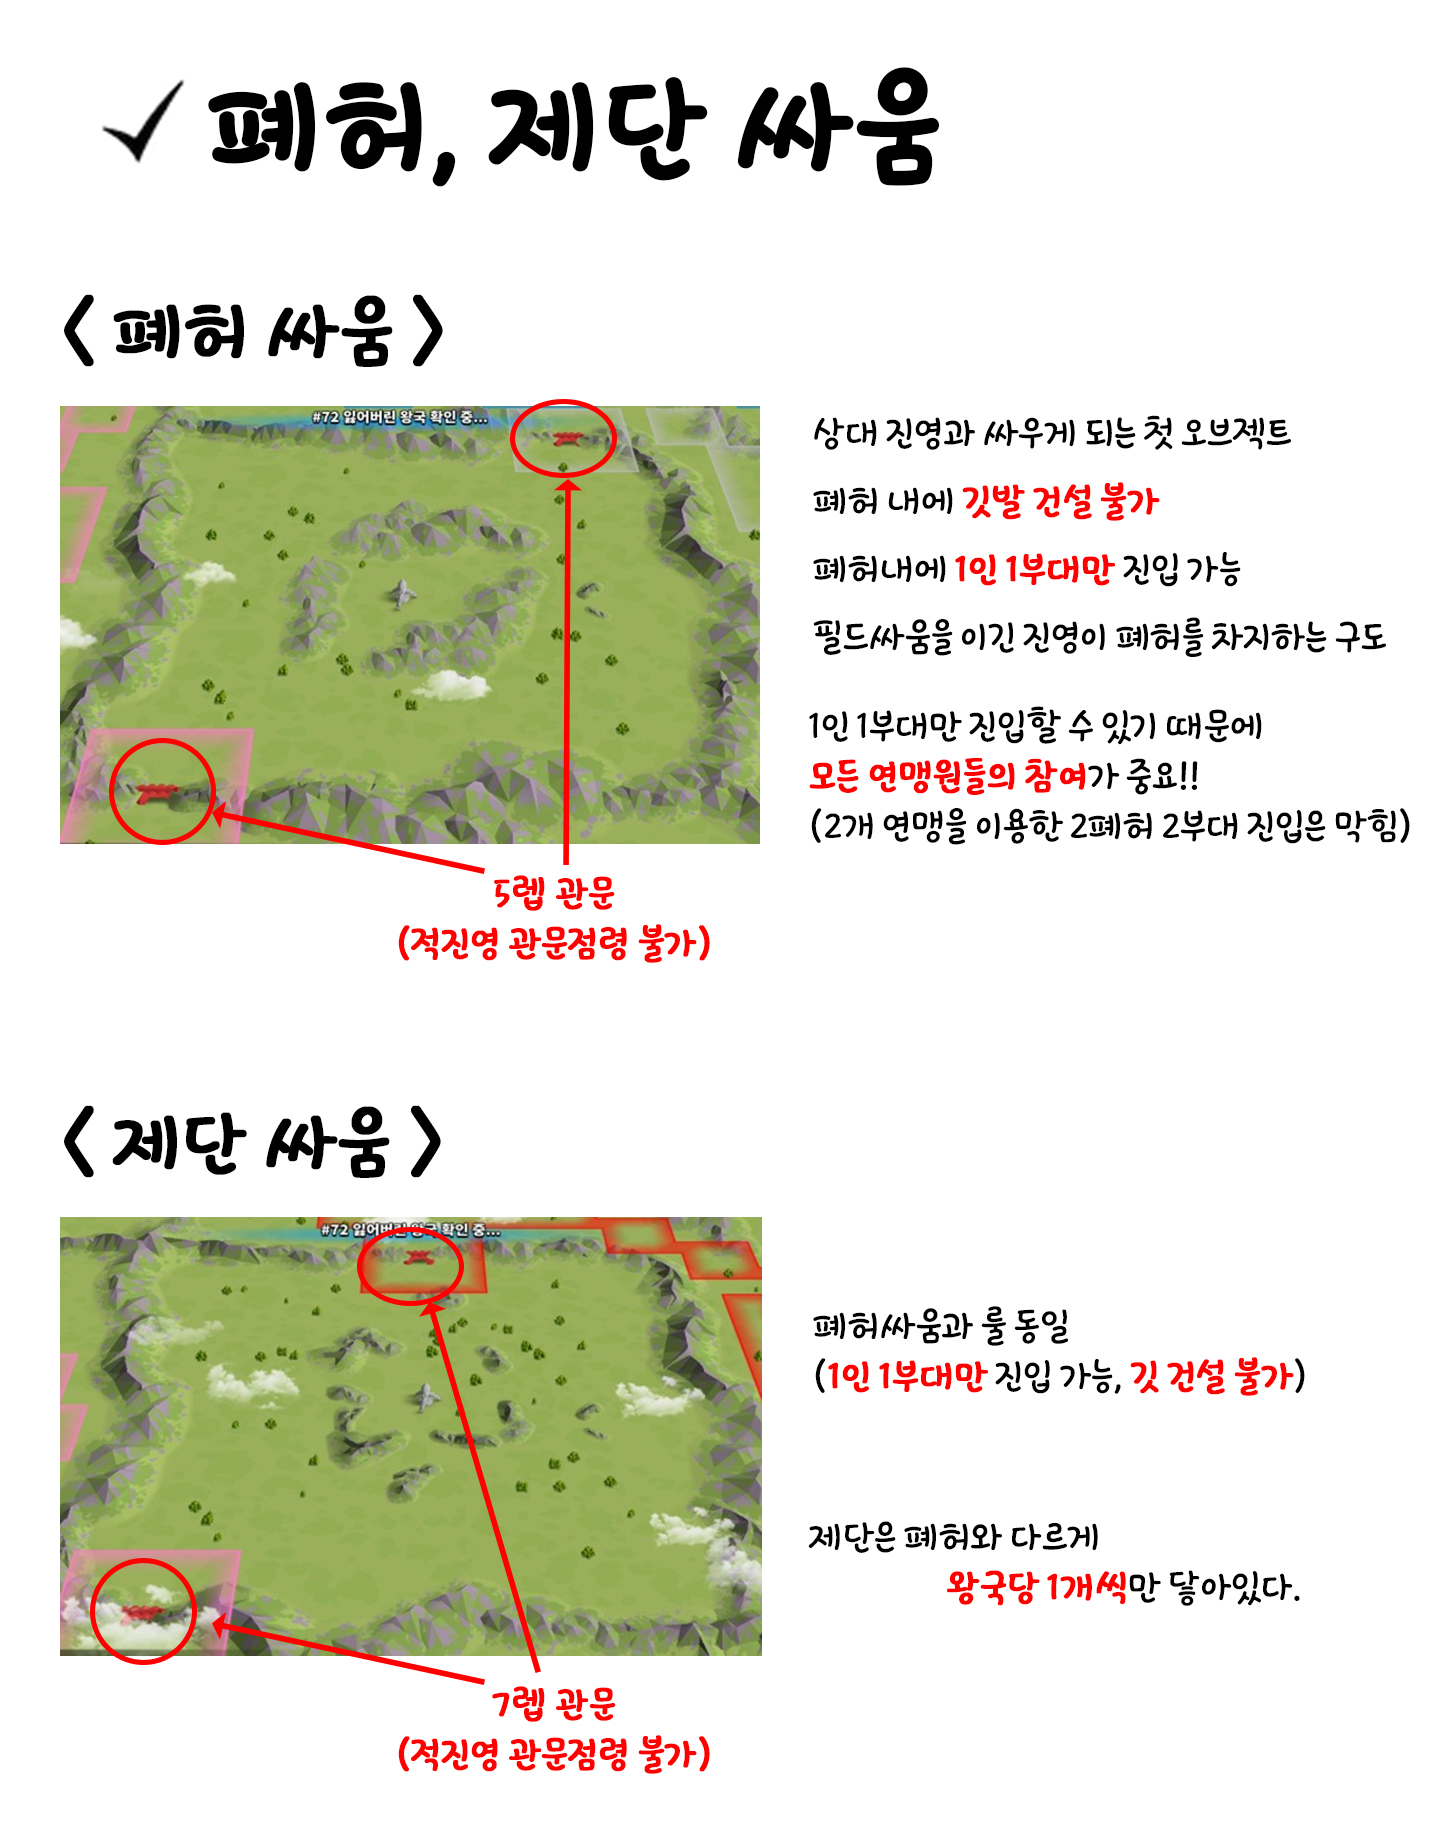 폐허, 제단 싸움
< 폐허 싸움 >
#72 잃어버린 왕국 확인 중...
상대 진영과 싸우게 되는 첫 오브젝트
폐허 내에 깃발 건설 불가
폐허내에 1인 1부대만 진입 가능
필드싸움을 이긴 진영이 폐허를 차지하는 구도
1인 1부대만 진입할 수 있기 때문에
모든 연맹원들의 참여가 중요!!
(2개 연맹을 이용한 2폐허 2부대 진입은 막힘)
5렙 관문
(적진영 관문점령 불가)
< 제단 싸움 >
#72 잃어버린 왕국 확인 중...
폐허싸움과 룰 동일
(1인 1부대만 진입 가능, 깃 건설 불가)
제단은 폐허와 다르게
왕국당 1개씩만 닿아있다.
7렙 관문
(적진영 관문점령 불가)